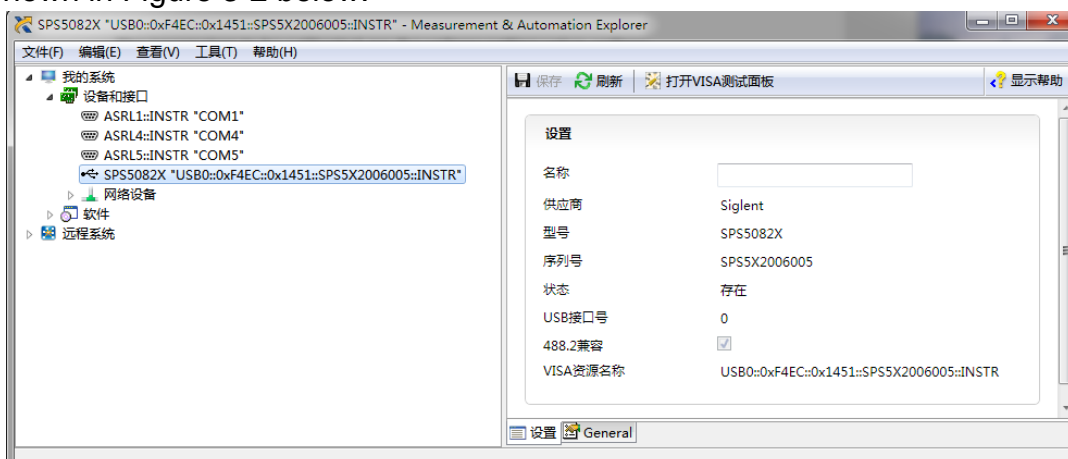 SPS5082X "USB0::0xF4EC::0x1451::SPS5X2006005::INSTR" - Measurement & Automation Explorer
文件(F) 编辑(E) 查看(V) 工具(T) 帮助(H)
我的系统
设备和接口
ASRL1::INSTR "COM1"
ASRL4::INSTR "COM4"
ASRL5::INSTR "COM5"
SPS5082X "USB0::0xF4EC::0x1451::SPS5X2006005::INSTR"
网络设备
软件
远程系统
保存 刷新 打开VISA测试面板 显示帮助
设置
名称
供应商 Siglent
型号 SPS5082X
序列号 SPS5X2006005
状态 存在
USB接口号 0
488.2兼容
VISA资源名称 USB0::0xF4EC::0x1451::SPS5X2006005::INSTR
设置 General